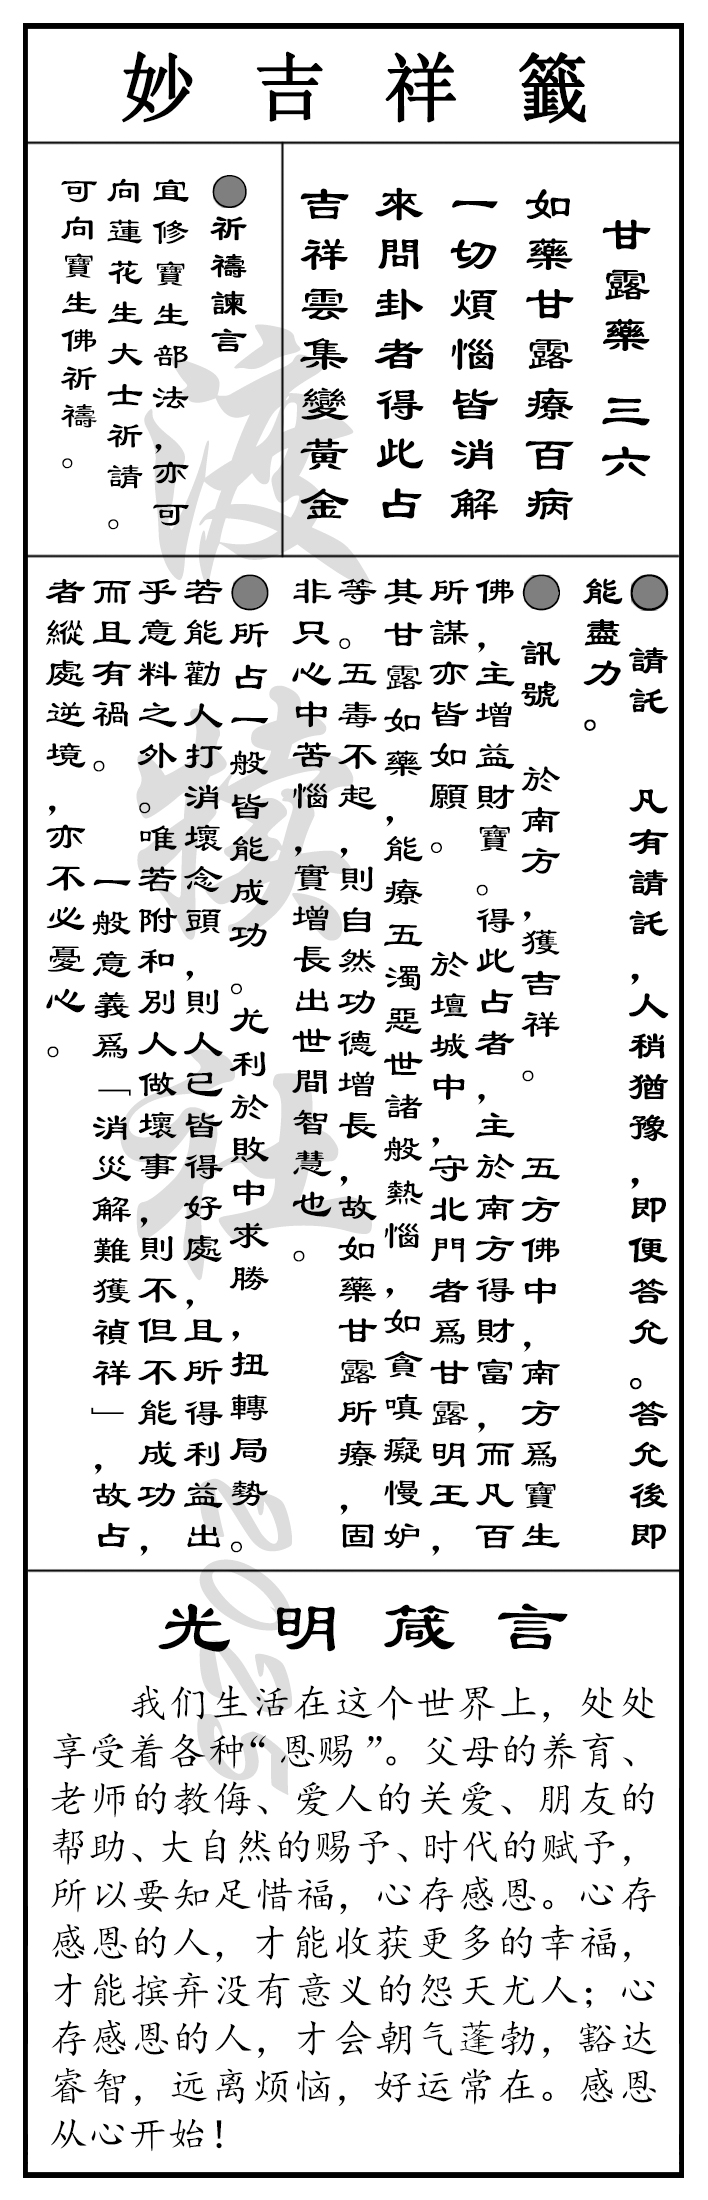 妙吉祥籤
甘露藥 三六
如藥甘露療百病
一切煩惱皆消解
來問卦者得此占
吉祥雲集變黃金
●祈禱諫言
宜修寶生部法，亦可
向蓮花生大士祈請。
可向寶生佛祈禱。
● 請託 凡有請託，人稍猶豫，即便答允。答允後即
能盡力。
● 訊號 於南方，獲吉祥。 五方佛中，南方爲寶生
佛，主增益財寶。得此占者，主於南方得財富，而凡百
所謀亦皆如願。 於壇城中，守北門者爲甘露明王，
其甘露如藥，能療五濁惡世諸般熱惱，如貪嗔癡慢妒
等。五毒不起，則自然功德增長，故如藥甘露所療，固
非只心中苦惱，實增長出世間智慧也。
●所占一般皆能成功。尤利於敗中求勝，扭轉局勢。
若能勸人打消壞念頭，則人己皆得好處，且所得利益出
乎意料之外。唯若附和別人做壞事，則不但不能成功，
而且有禍。 一般意義爲「消災解難獲禎祥」，故占
者縱處逆境，亦不必憂心。
光明箴言
我们生活在这个世界上，处处
享受着各种“恩赐”。父母的养育、
老师的教侮、爱人的关爱、朋友的
帮助、大自然的赐予、时代的赋予，
所以要知足惜福，心存感恩。心存
感恩的人，才能收获更多的幸福，
才能摈弃没有意义的怨天尤人；心
存感恩的人，才会朝气蓬勃，豁达
睿智，远离烦恼，好运常在。感恩
从心开始！
2025